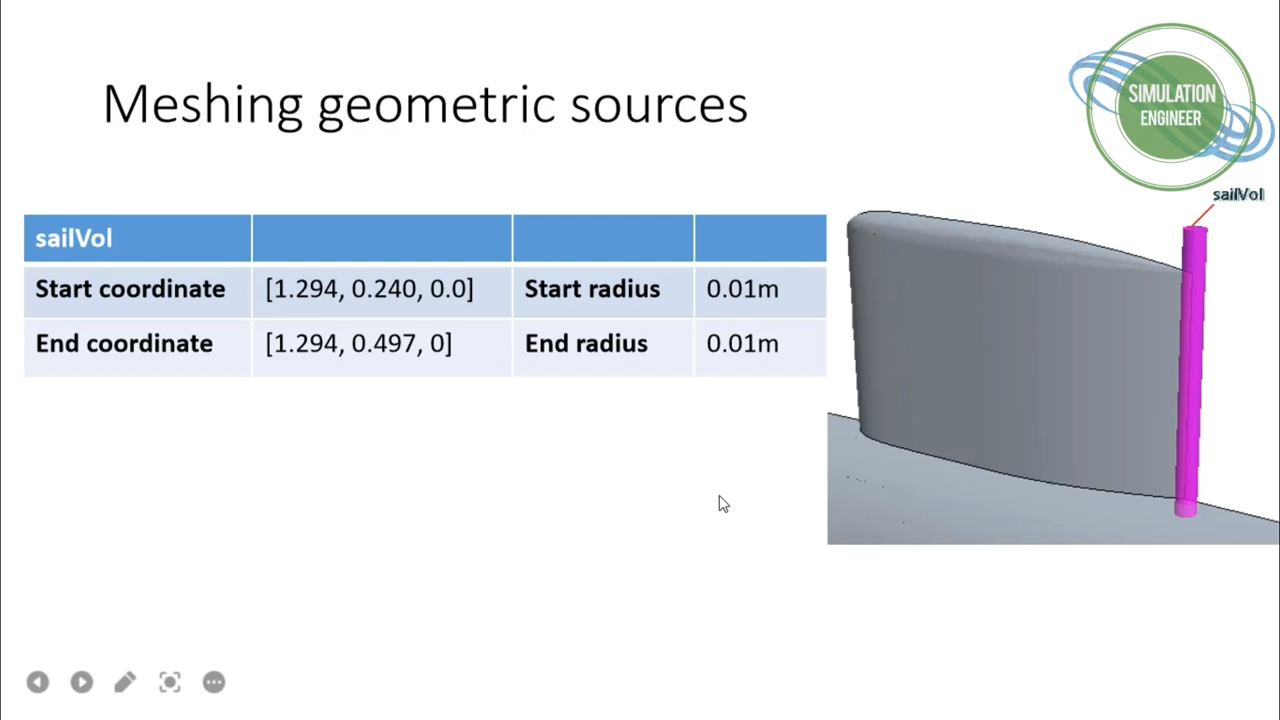 Meshing geometric sources
SIMULATION
ENGINEER
sailVol
sailVol
Start coordinate [1.294, 0.240, 0.0] Start radius 0.01m
End coordinate [1.294, 0.497, 0] End radius 0.01m